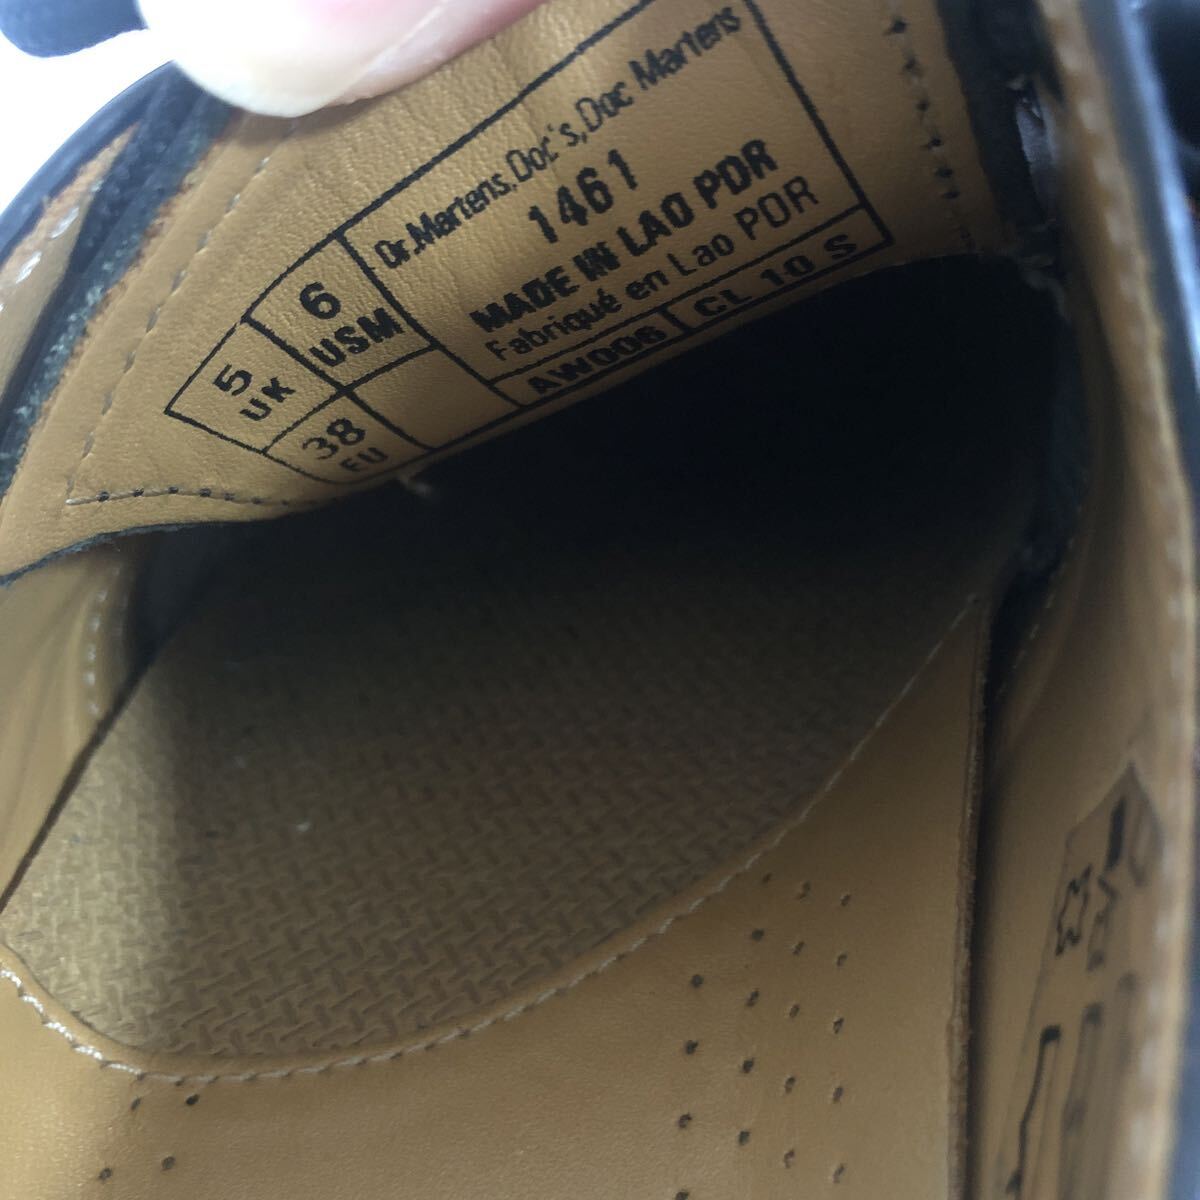 5
UK
6
USM
38
EU
Dr.Martens,Doc's,Doc Martens
1461
MADE IN LAO PDR
Fabriqué en Lao PDR
AW006
CL 10 S